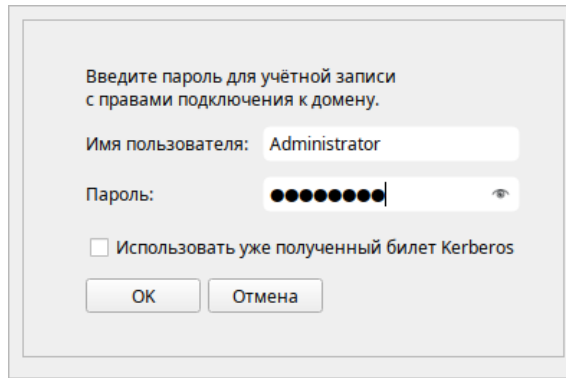 Введите пароль для учётной записи
с правами подключения к домену.
Имя пользователя: Administrator
Пароль: ●●●●●●●●
Использовать уже полученный билет Kerberos
OK Отмена